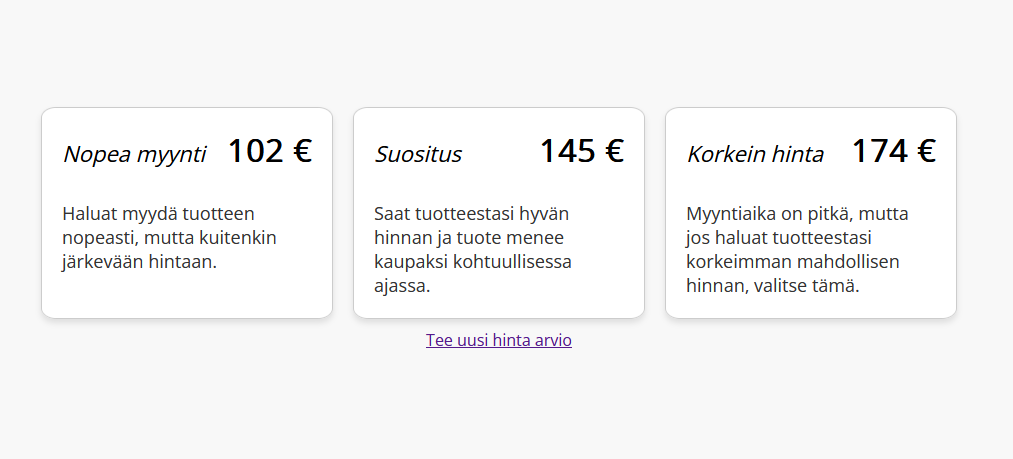 Nopea myynti 102 €
Haluat myydä tuotteen
nopeasti, mutta kuitenkin
järkevään hintaan.
Suositus 145 €
Saat tuotteestasi hyvän
hinnan ja tuote menee
kaupaksi kohtuullisessa
ajassa.
Korkein hinta 174 €
Myyntiaika on pitkä, mutta
jos haluat tuotteestasi
korkeimman mahdollisen
hinnan, valitse tämä.
Tee uusi hinta arvio